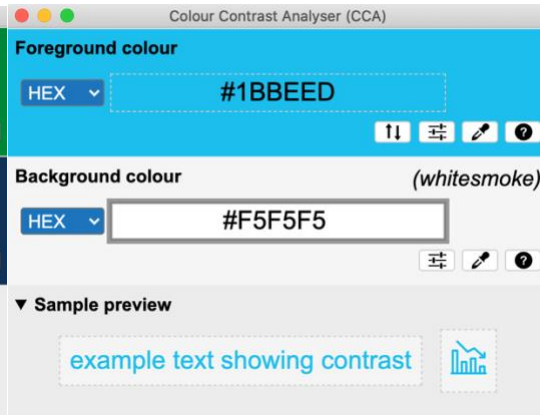 Colour Contrast Analyser (CCA)
Foreground colour
HEX #1BBEED
Background colour (whitesmoke)
HEX #F5F5F5
▼ Sample preview
example text showing contrast